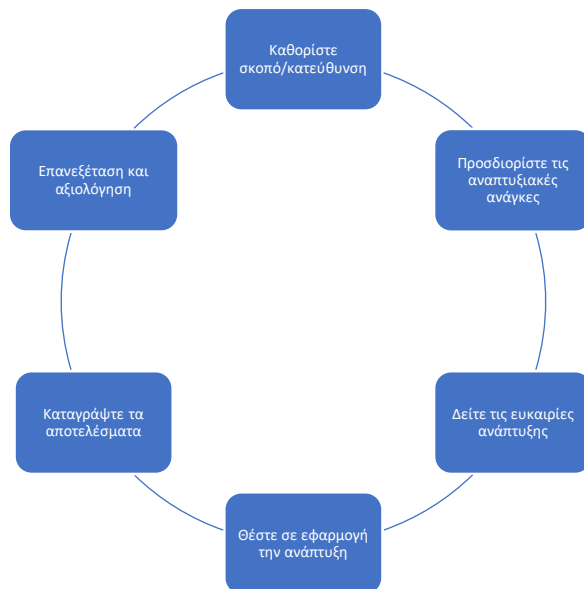 Καθορίστε
σκοπό/κατεύθυνση
Προσδιορίστε τις
αναπτυξιακές
ανάγκες
Δείτε τις ευκαιρίες
ανάπτυξης
Θέστε σε εφαρμογή
την ανάπτυξη
Καταγράψτε τα
αποτελέσματα
Επανεξέταση και
αξιολόγηση